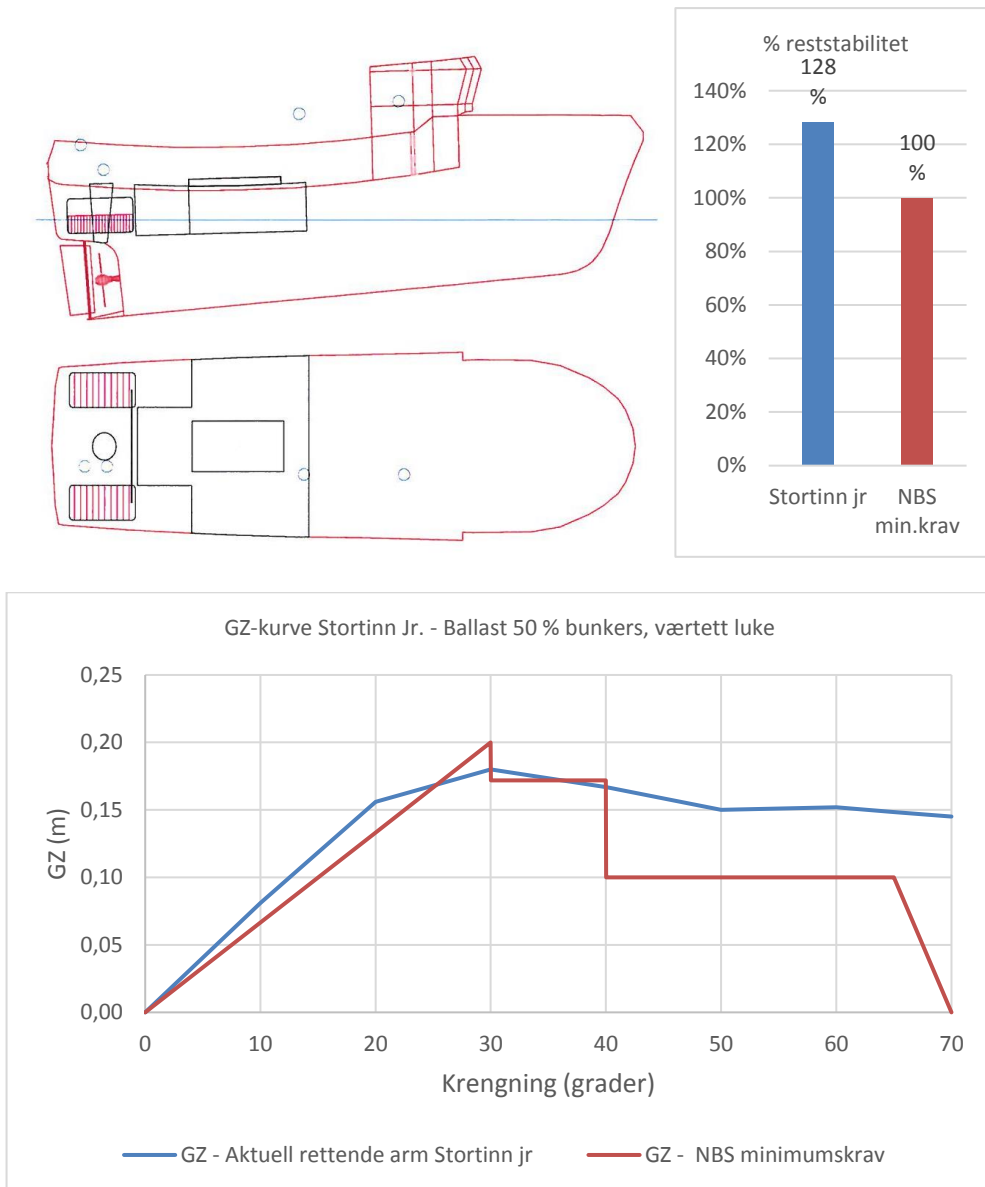 % reststabilitet
128
%
100
%
140%
120%
100%
80%
60%
40%
20%
0%
Stortinn jr
NBS
min.krav
GZ-kurve Stortinn Jr. - Ballast 50 % bunkers, værtett luke
0,25
0,20
0,15
0,10
0,05
0,00
GZ (m)
0 10 20 30 40 50 60 70
Krengning (grader)
GZ - Aktuell rettende arm Stortinn jr
GZ - NBS minimumskrav